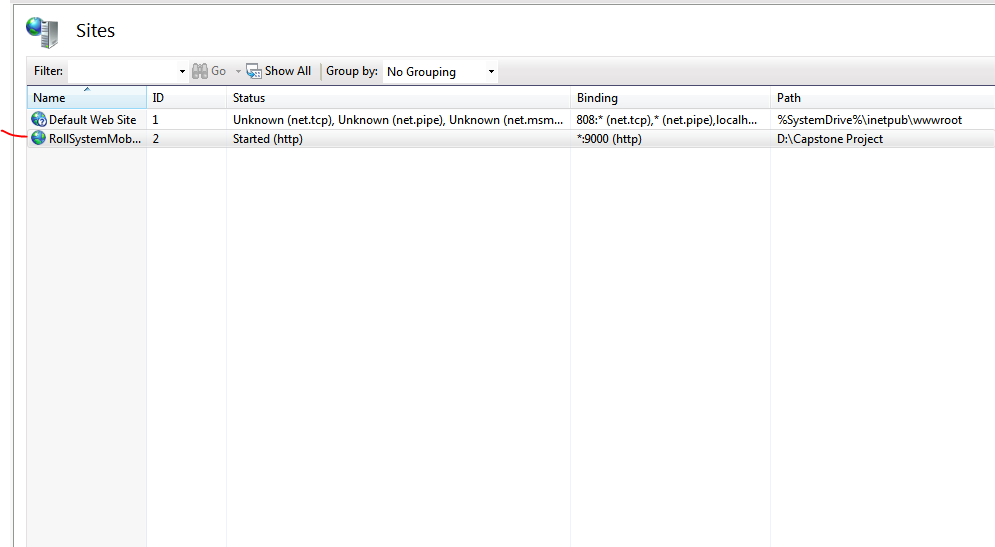 Sites
Filter: Go Show All Group by: No Grouping
Name ID Status Binding Path
Default Web Site 1 Unknown (net.tcp), Unknown (net.pipe), Unknown (net.msm... 808:* (net.tcp),* (net.pipe),localh... %SystemDrive%\inetpub\wwwroot
RollSystemMob... 2 Started (http) *:9000 (http) D:\Capstone Project